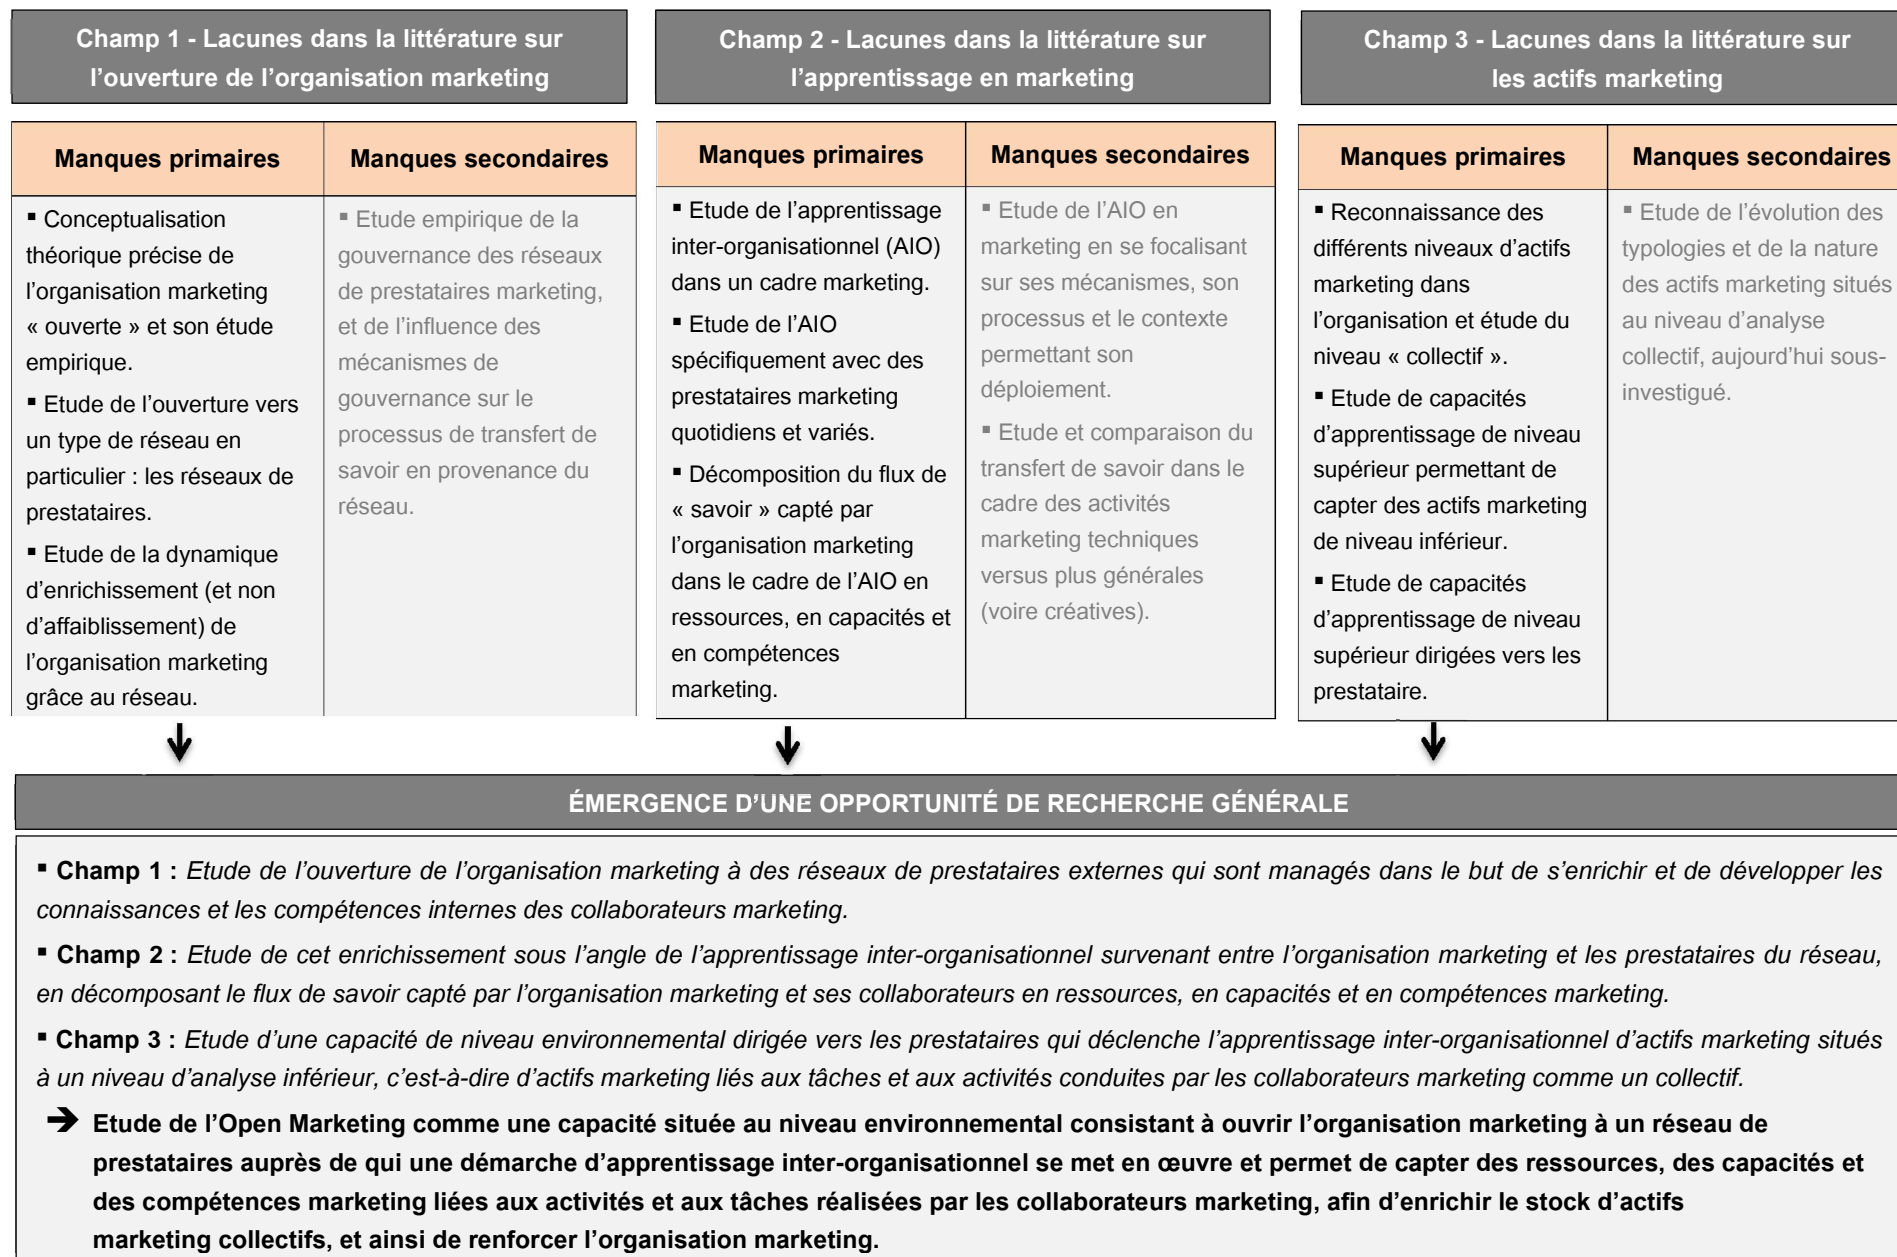 Champ 1 - Lacunes dans la littérature sur
l’ouverture de l’organisation marketing
Manques primaires
▪ Conceptualisation
théorique précise de
l’organisation marketing
« ouverte » et son étude
empirique.
▪ Etude de l’ouverture vers
un type de réseau en
particulier : les réseaux de
prestataires.
▪ Etude de la dynamique
d’enrichissement (et non
d’affaiblissement) de
l’organisation marketing
grâce au réseau.
Manques secondaires
▪ Etude empirique de la
gouvernance des réseaux
de prestataires marketing,
et de l’influence des
mécanismes de
gouvernance sur le
processus de transfert de
savoir en provenance du
réseau.
Champ 2 - Lacunes dans la littérature sur
l’apprentissage en marketing
Manques primaires
▪ Etude de l’apprentissage
inter-organisationnel (AIO)
dans un cadre marketing.
▪ Etude de l’AIO
spécifiquement avec des
prestataires marketing
quotidiens et variés.
▪ Décomposition du flux de
« savoir » capté par
l’organisation marketing
dans le cadre de l’AIO en
ressources, en capacités et
en compétences
marketing.
Manques secondaires
▪ Etude de l’AIO en
marketing en se focalisant
sur ses mécanismes, son
processus et le contexte
permettant son
déploiement.
▪ Etude et comparaison du
transfert de savoir dans le
cadre des activités
marketing techniques
versus plus générales
(voire créatives).
Champ 3 - Lacunes dans la littérature sur
les actifs marketing
Manques primaires
▪ Reconnaissance des
différents niveaux d’actifs
marketing dans
l’organisation et étude du
niveau « collectif ».
▪ Etude de capacités
d’apprentissage de niveau
supérieur permettant de
capter des actifs marketing
de niveau inférieur.
▪ Etude de capacités
d’apprentissage de niveau
supérieur dirigées vers les
prestataire.
Manques secondaires
▪ Etude de l’évolution des
typologies et de la nature
des actifs marketing situés
au niveau d’analyse
collectif, aujourd’hui sous-
investigué.
ÉMERGENCE D’UNE OPPORTUNITÉ DE RECHERCHE GÉNÉRALE
▪ Champ 1 : Etude de l’ouverture de l’organisation marketing à des réseaux de prestataires externes qui sont managés dans le but de s’enrichir et de développer les
connaissances et les compétences internes des collaborateurs marketing.
▪ Champ 2 : Etude de cet enrichissement sous l’angle de l’apprentissage inter-organisationnel survenant entre l’organisation marketing et les prestataires du réseau,
en décomposant le flux de savoir capté par l’organisation marketing et ses collaborateurs en ressources, en capacités et en compétences marketing.
▪ Champ 3 : Etude d’une capacité de niveau environnemental dirigée vers les prestataires qui déclenche l’apprentissage inter-organisationnel d’actifs marketing situés
à un niveau d’analyse inférieur, c’est-à-dire d’actifs marketing liés aux tâches et aux activités conduites par les collaborateurs marketing comme un collectif.
➔ Etude de l’Open Marketing comme une capacité située au niveau environnemental consistant à ouvrir l’organisation marketing à un réseau de
prestataires auprès de qui une démarche d’apprentissage inter-organisationnel se met en œuvre et permet de capter des ressources, des capacités et
des compétences marketing liées aux activités et aux tâches réalisées par les collaborateurs marketing, afin d’enrichir le stock d’actifs
marketing collectifs, et ainsi de renforcer l’organisation marketing.